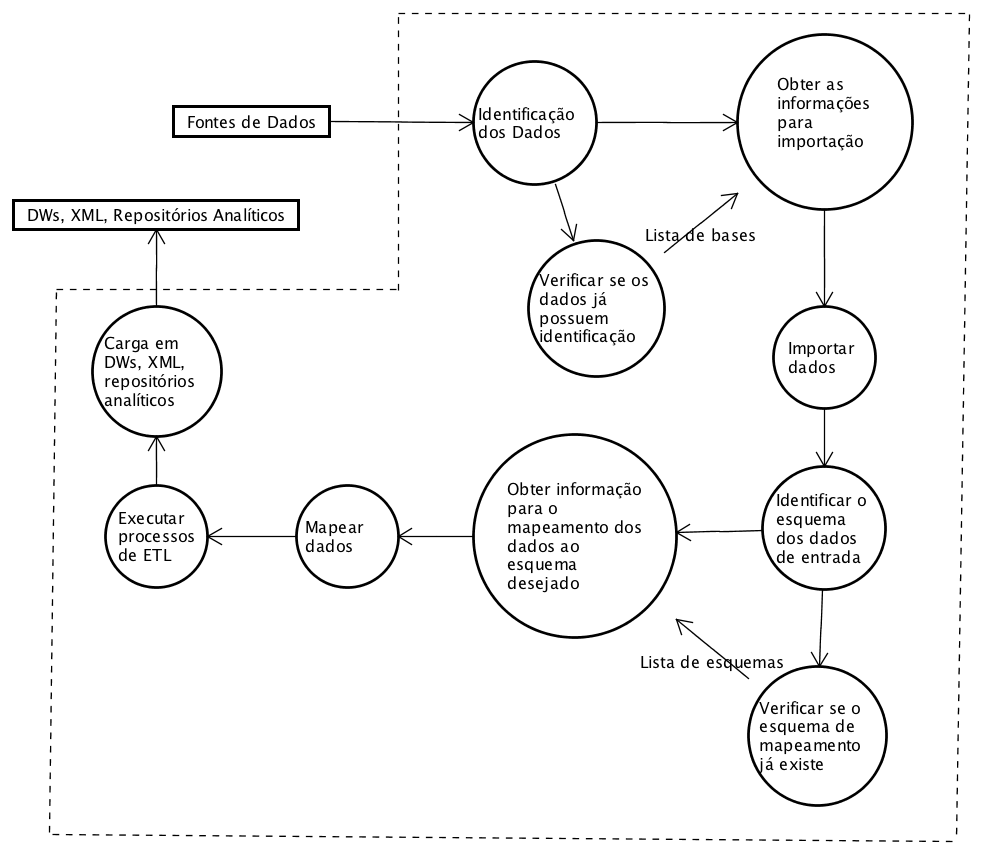 Fontes de Dados
Identificação
dos Dados
Obter as
informações
para
importação
DWs, XML, Repositórios Analíticos
Lista de bases
Verificar se os
dados já
possuem
identificação
Carga em
DWs, XML,
repositórios
analíticos
Importar
dados
Obter informação
para o
mapeamento dos
dados ao
esquema
desejado
Identificar o
esquema
dos dados
de entrada
Executar
processos
de ETL
Mapear
dados
Lista de esquemas
Verificar se o
esquema de
mapeamento
já existe